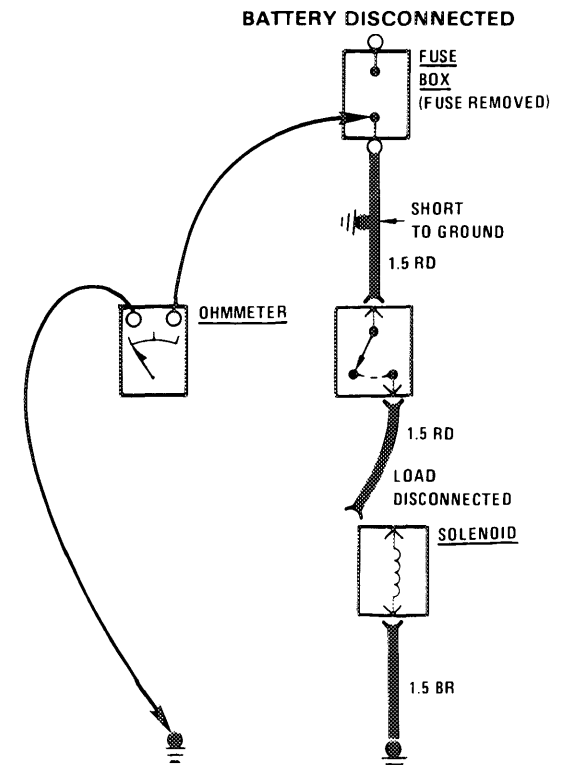 BATTERY DISCONNECTED
FUSE
BOX
(FUSE REMOVED)
SHORT
TO GROUND
1.5 RD
OHMMETER
1.5 RD
LOAD
DISCONNECTED
SOLENOID
1.5 BR